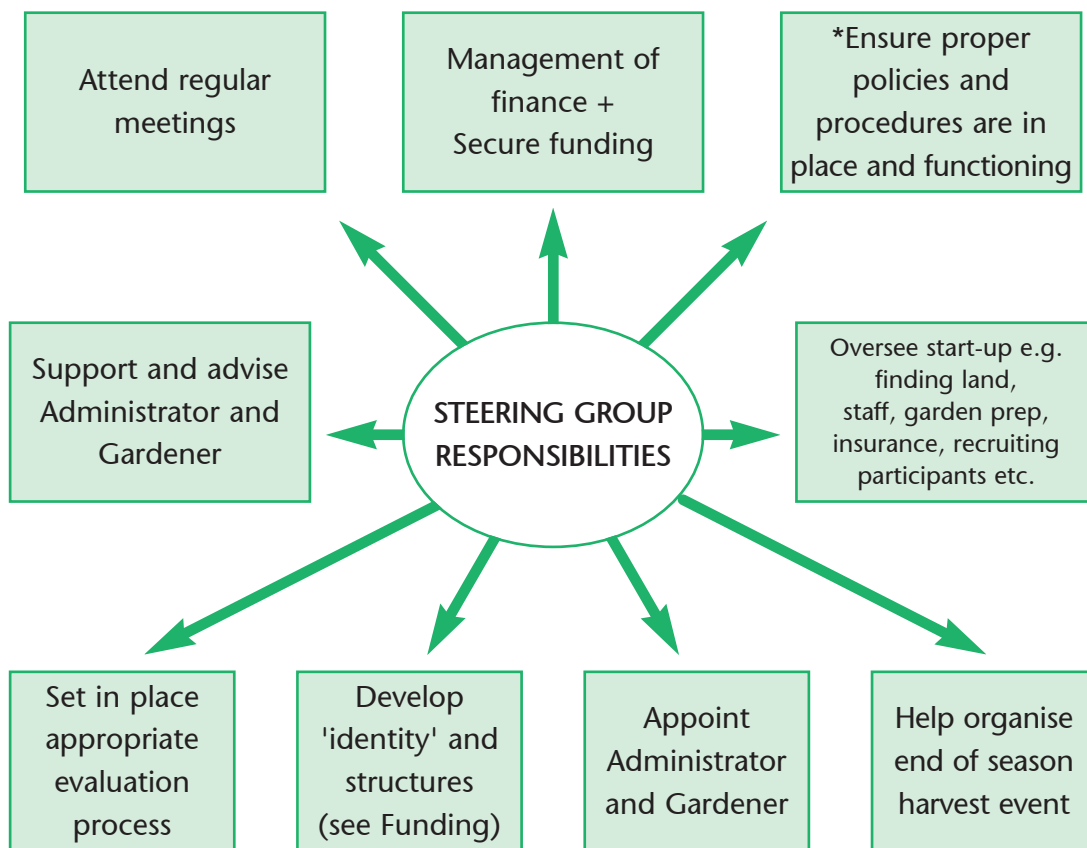 Attend regular
meetings
Management of
finance +
Secure funding
*Ensure proper
policies and
procedures are in
place and functioning
Support and advise
Administrator and
Gardener
STEERING GROUP
RESPONSIBILITIES
Oversee start-up e.g.
finding land,
staff, garden prep,
insurance, recruiting
participants etc.
Set in place
appropriate
evaluation
process
Develop
'identity' and
structures
(see Funding)
Appoint
Administrator
and Gardener
Help organise
end of season
harvest event